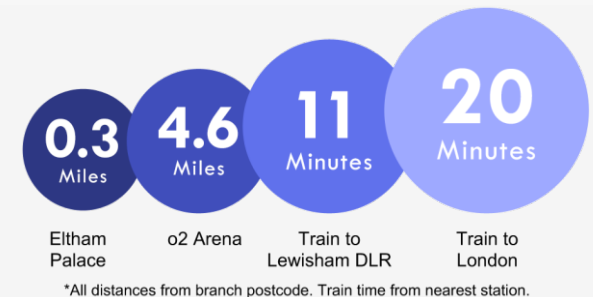 0.3
Miles
4.6
Miles
11
Minutes
20
Minutes
Eltham
Palace
o2 Arena
Train to
Lewisham DLR
Train to
London
*All distances from branch postcode. Train time from nearest station.